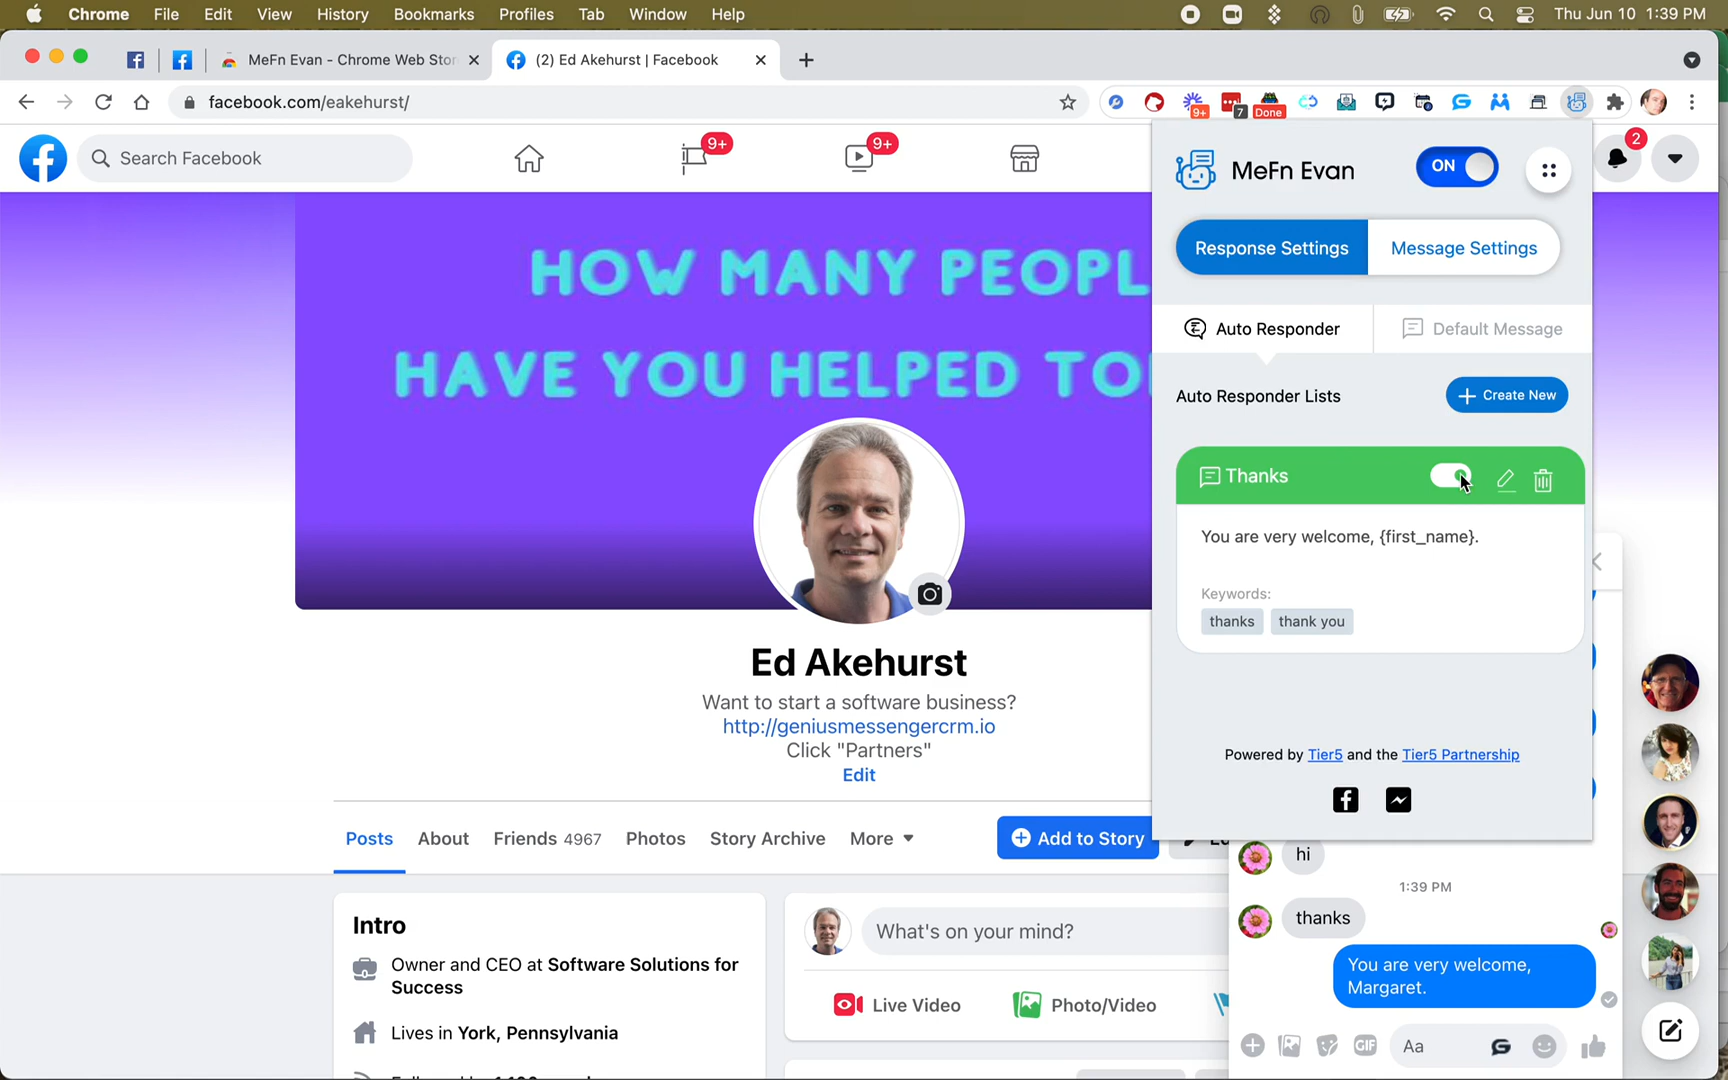 Chrome File Edit View History Bookmarks Profiles Tab Window Help Thu Jun 10 1:39 PM
MeFn Evan - Chrome Web Stor
(2) Ed Akehurst | Facebook
facebook.com/eakehurst/
9+
7
Done
Search Facebook
9+
9+
2
HOW MANY PEOPL
HAVE YOU HELPED TO
Ed Akehurst
Want to start a software business?
http://geniusmessengercrm.io
Click "Partners"
Edit
Posts About Friends 4967 Photos Story Archive More
Add to Story
Intro
Owner and CEO at Software Solutions for
Success
Lives in York, Pennsylvania
What's on your mind?
Live Video
Photo/Video
MeFn Evan
ON
Response Settings
Message Settings
Auto Responder
Default Message
Auto Responder Lists
Create New
Thanks
You are very welcome, {first_name}.
Keywords:
thanks
thank you
Powered by Tier5 and the Tier5 Partnership
hi
1:39 PM
thanks
You are very welcome,
Margaret.
GIF
Aa